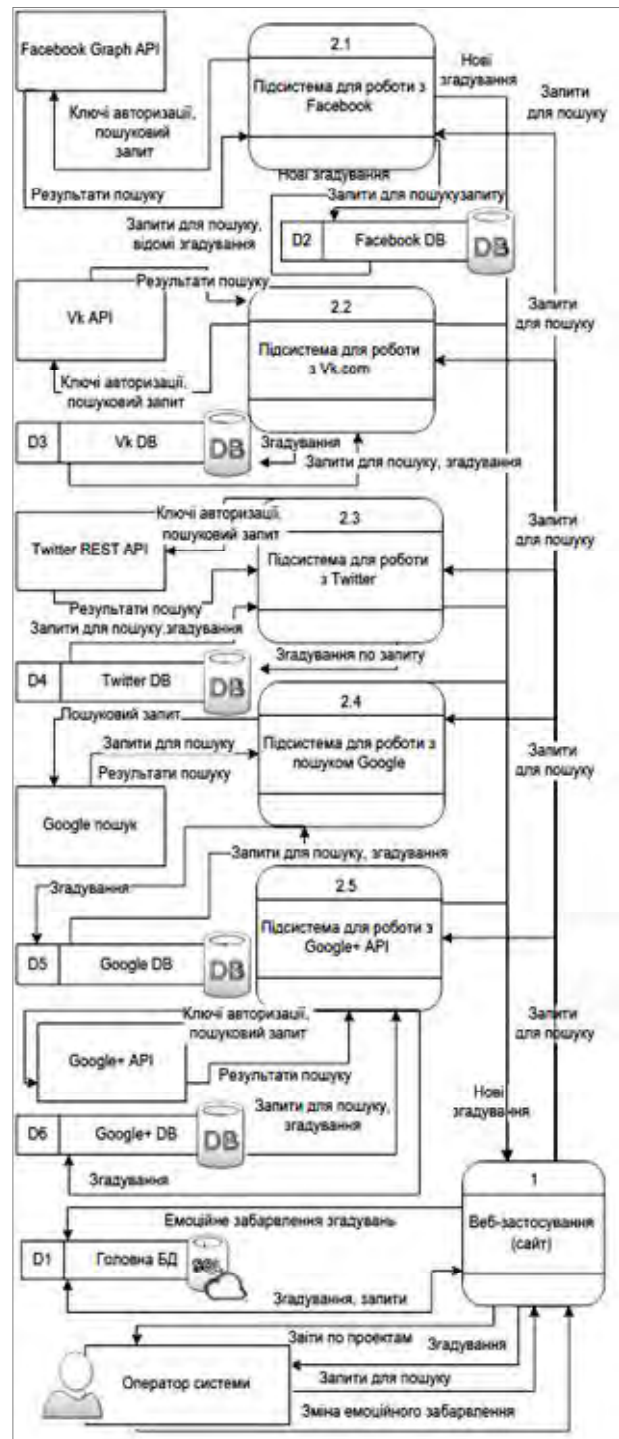 Facebook Graph API
2.1
Підсистема для роботи з
Facebook
Нові
згадування
Запити
для пошуку
Ключі авторизації,
пошуковий
запит
Результати пошуку
Нові згадування
Запити для пошукузапиту
Запити для пошуку,
відомі згадування
D2
Facebook DB
DB
Результати пошуку
Vk API
2.2
Підсистема для роботи
з Vk.com
Запити
для пошуку
Ключі авторизації,
пошуковий запит
D3
Vk DB
DB
Згадування
Запити для пошуку, згадування
Ключі авторизації,
пошуковий запит
Twitter REST API
2.3
Підсистема для роботи
з Twitter
Запити
для пошуку
Результати пошуку
Запити для пошуку,згадування
D4
Twitter DB
DB
Згадування по запиту
Пошуковий запит
2.4
Підсистема для роботи з
пошуком Google
Запити для пошуку
Результати пошуку
Запити
для пошуку
Google пошук
Запити для пошуку, згадування
Згадування
2.5
Підсистема для роботи з
Google+ API
D5
Google DB
DB
Ключі авторизації,
пошуковий запит
Запити
для пошуку
Google+ API
Результати пошуку
Запити для пошуку,
згадування
Нові
згадування
D6
Google+ DB
DB
Згадування
1
Веб-застосування
(сайт)
Емоційне забарвлення згадувань
D1
Головна БД
SQL
Згадування, запити
Звіти по проектам
Згадування
Оператор системи
Запити для пошуку
Зміна емоційного забарвлення